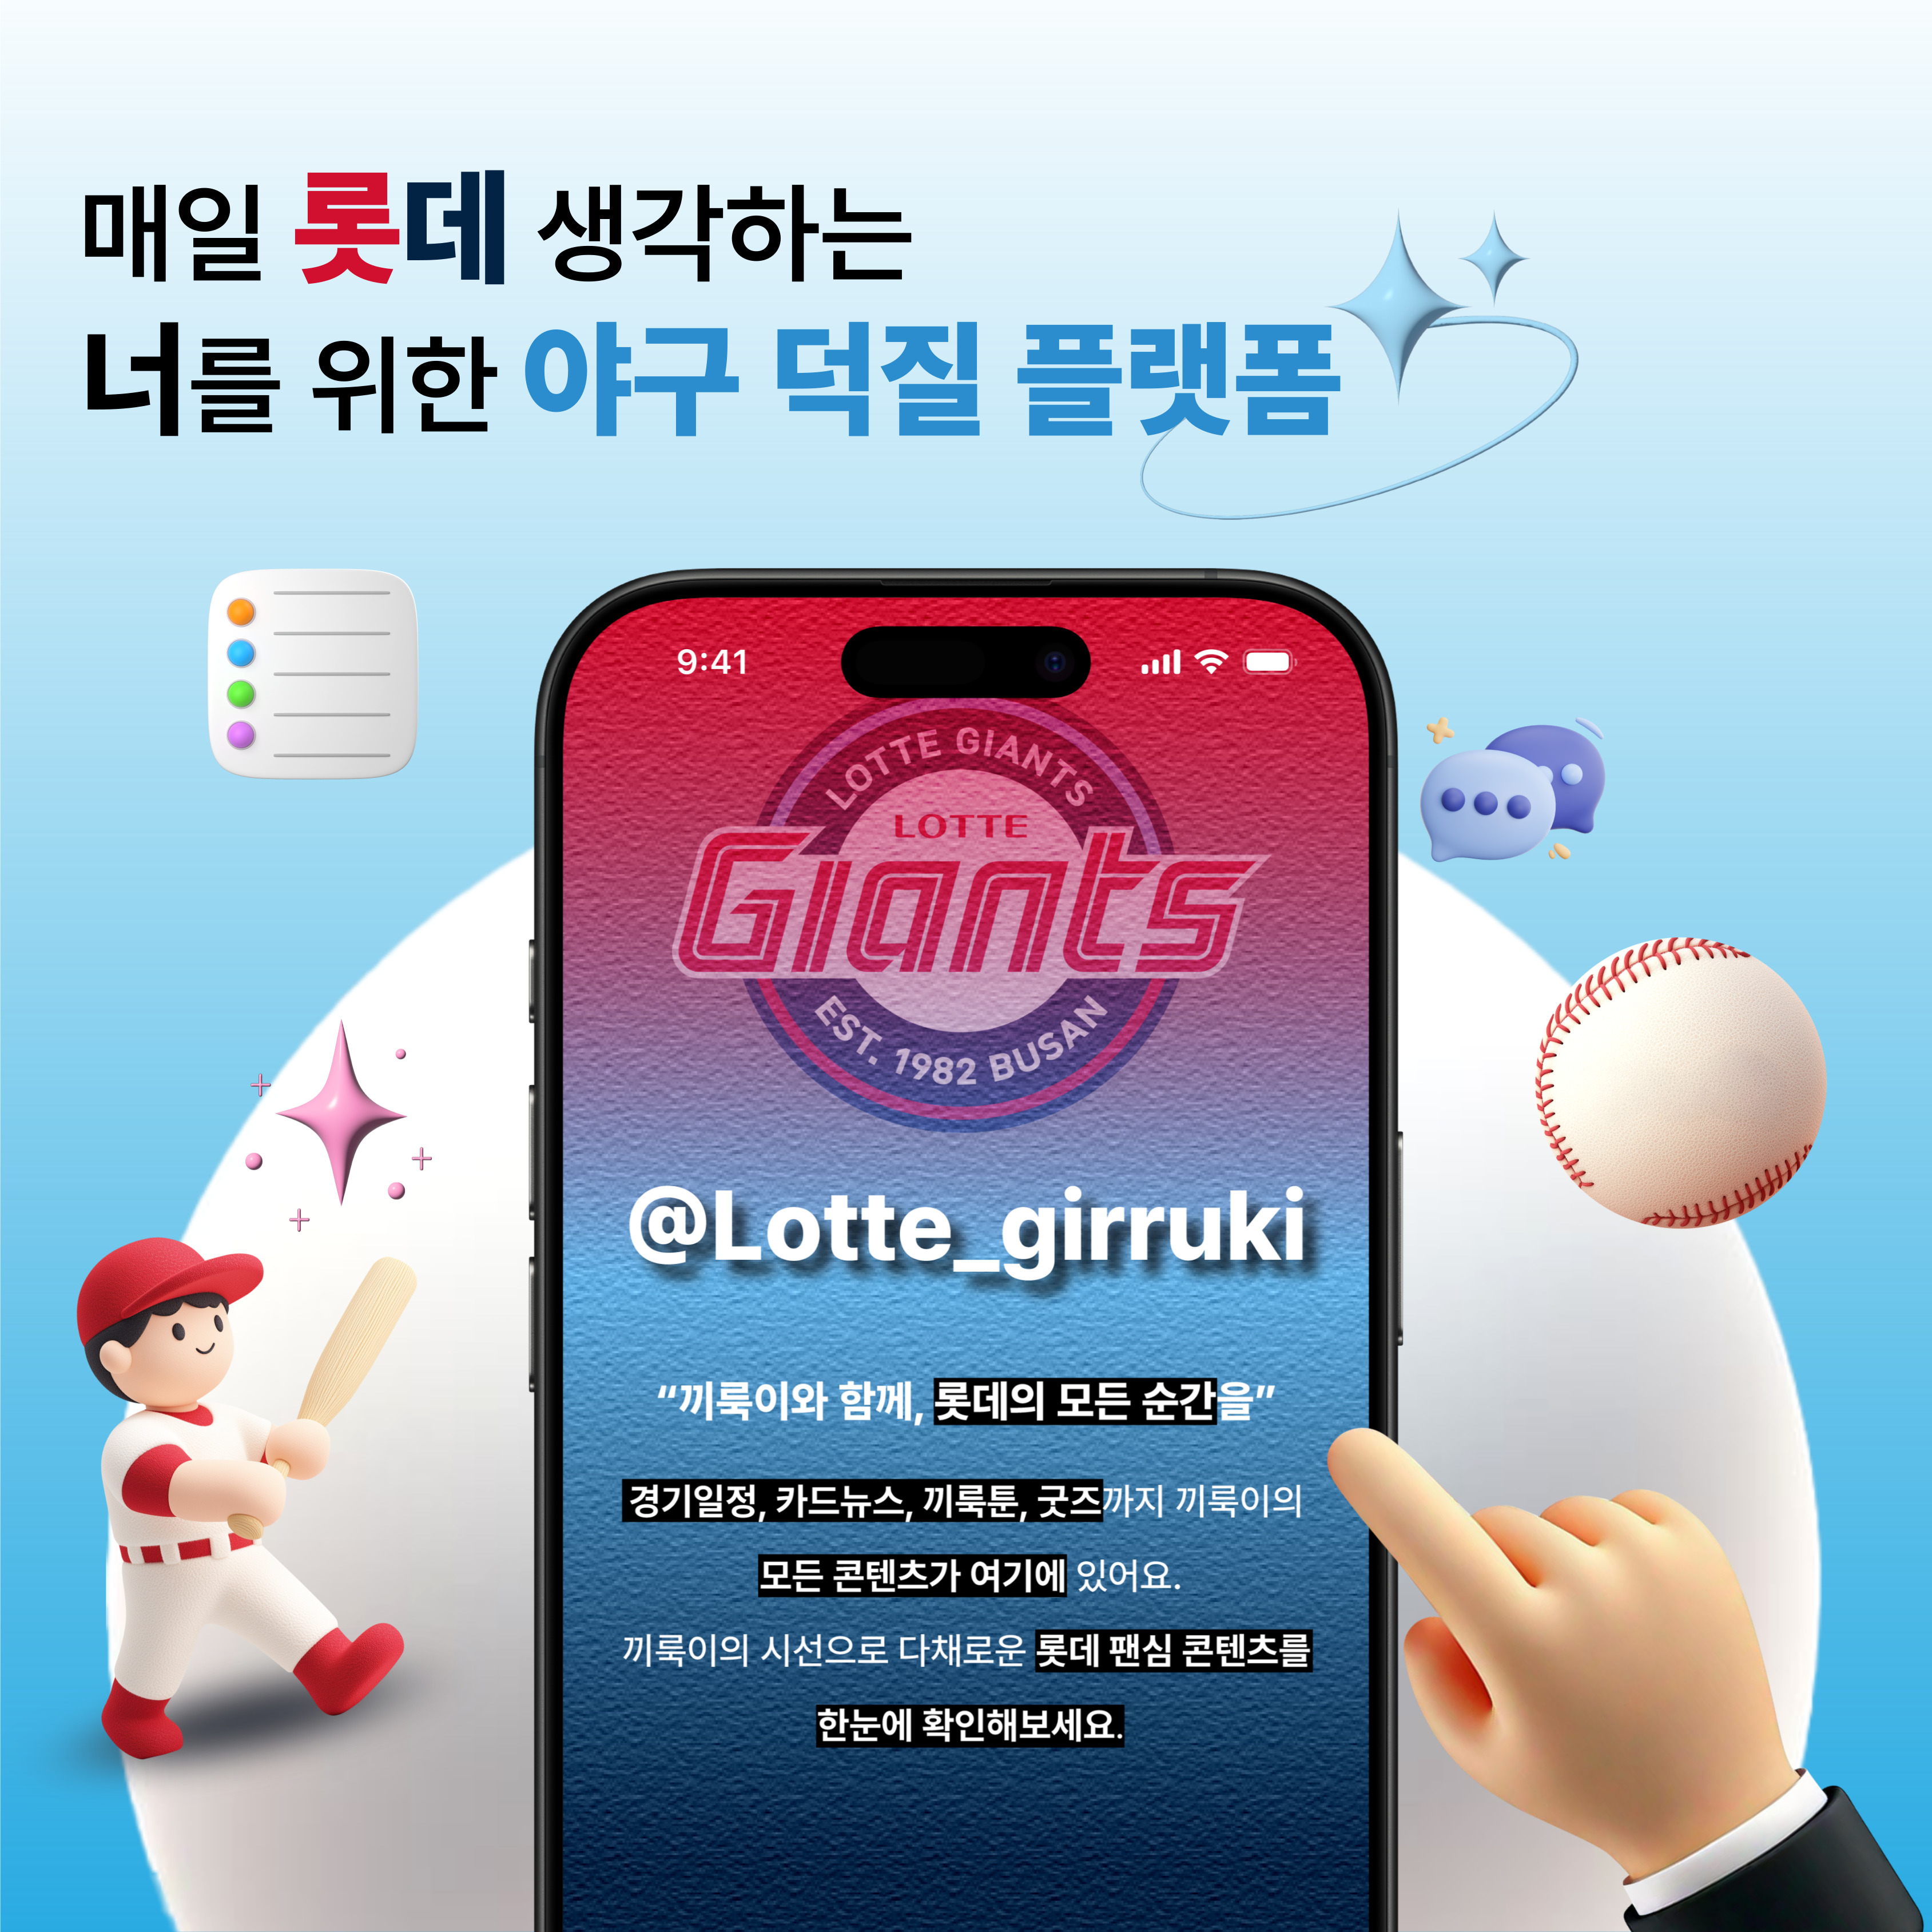 매일 롯데 생각하는
너를 위한 야구 덕질 플랫폼
9:41
LOTTE GIANTS
LOTTE
Giants
EST. 1982 BUSAN
@Lotte_girruki
“끼룩이와 함께, 롯데의 모든 순간을”
경기일정, 카드뉴스, 끼룩툰, 굿즈까지 끼룩이의
모든 콘텐츠가 여기에 있어요.
끼룩이의 시선으로 다채로운 롯데 팬심 콘텐츠를
한눈에 확인해보세요.